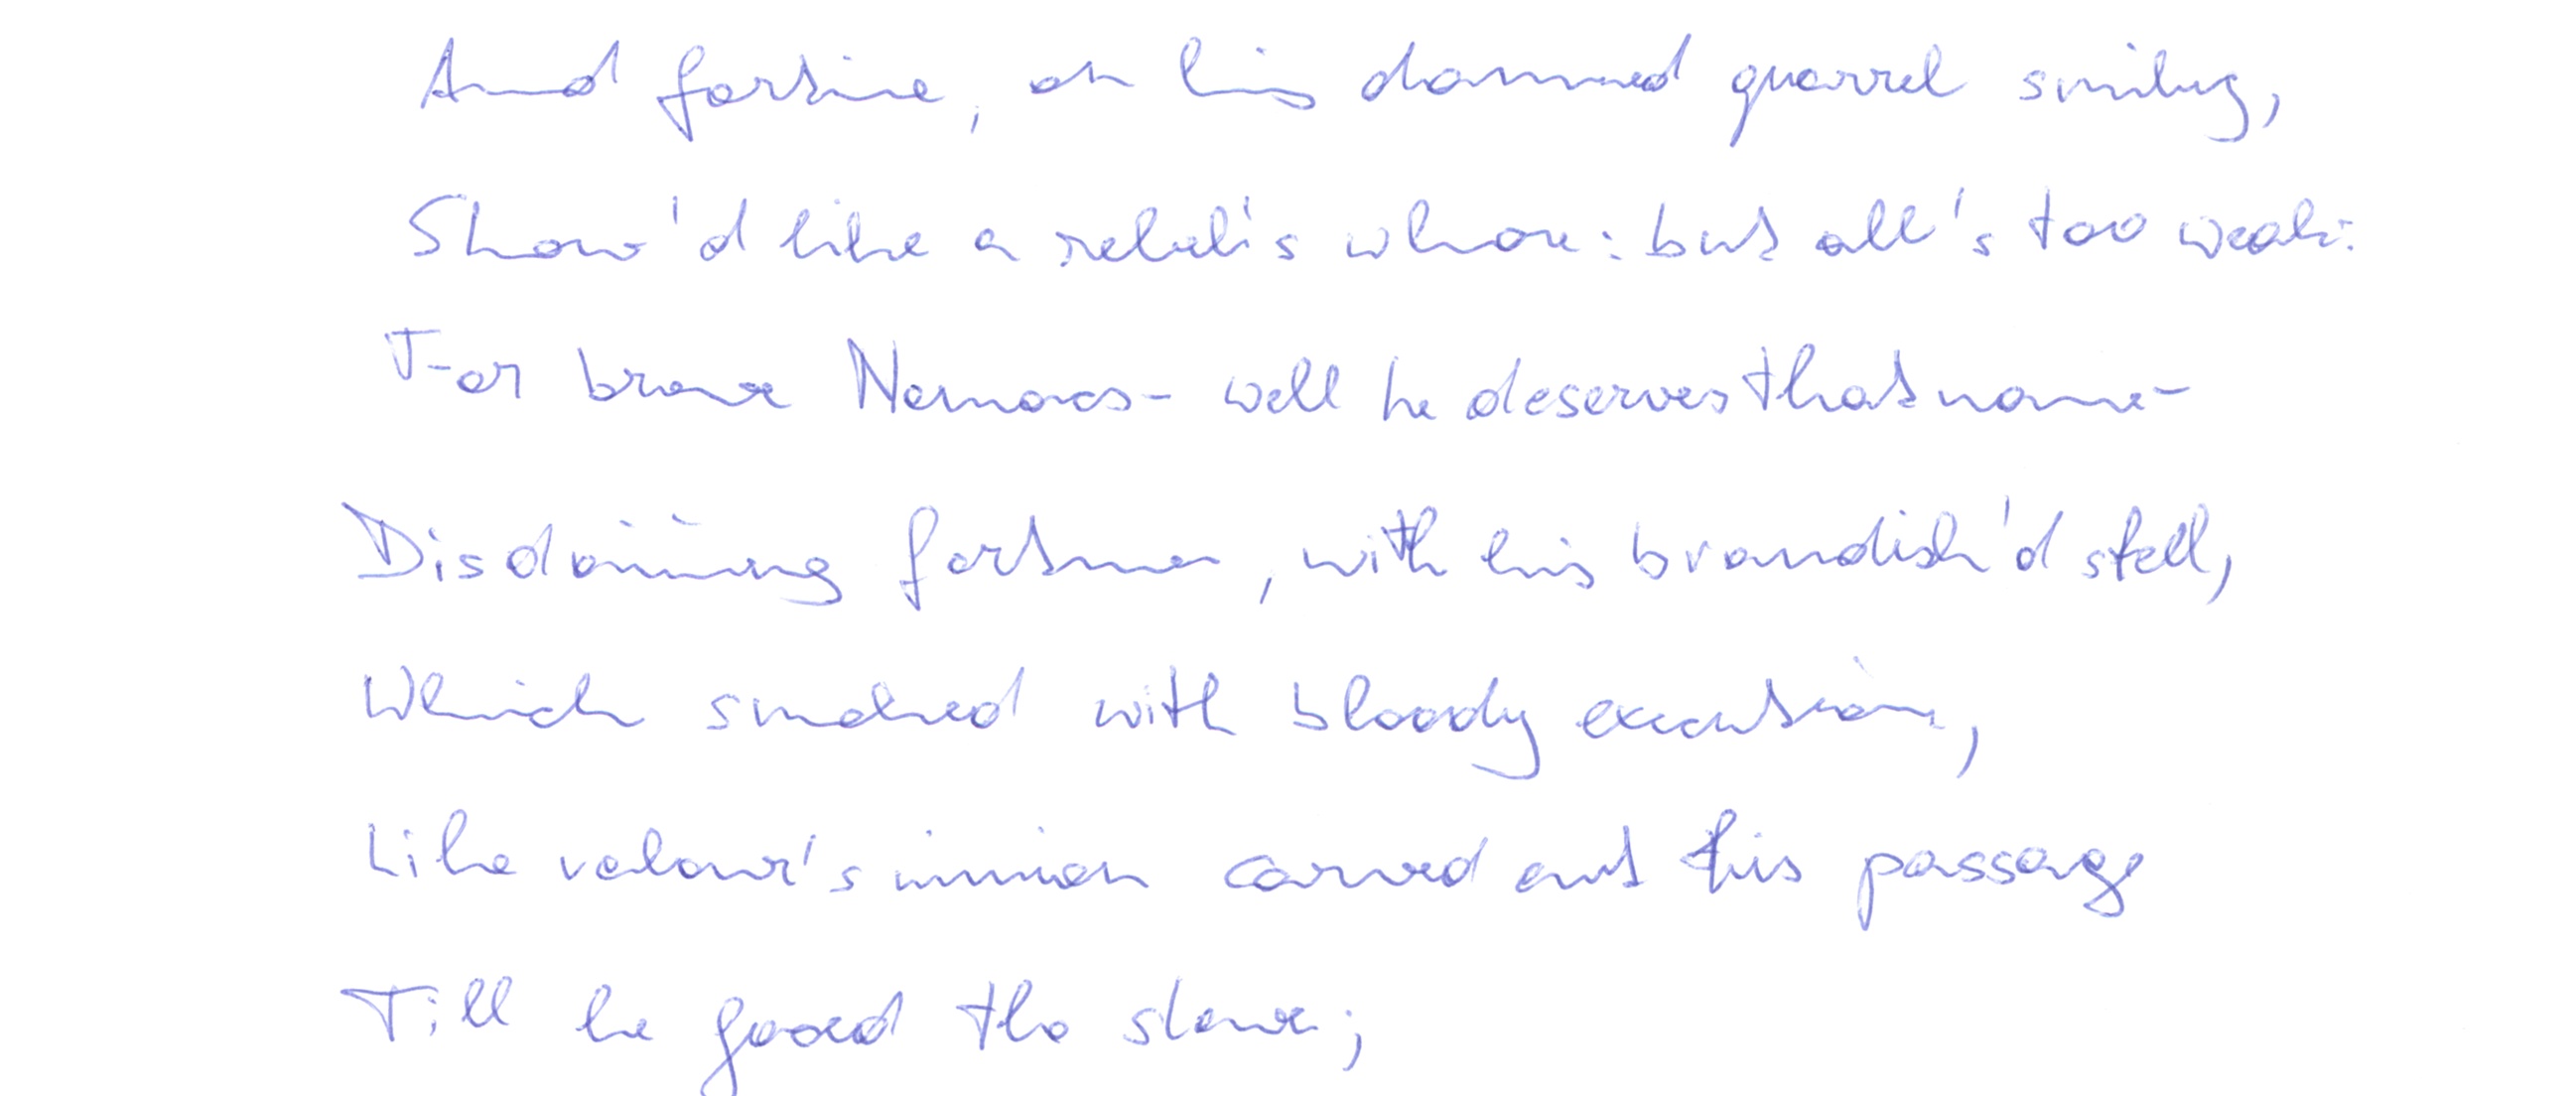 And fortune, on his damned quarrel smiling,
Show'd like a rebel's whore: but all's too weak:
For brave Nemacs- well he deserves that name-
Disdaining fortune, with his brandish'd stell,
Which smoked with bloody execution,
Like valour's minion carved out his passage
Till he faced the slave;